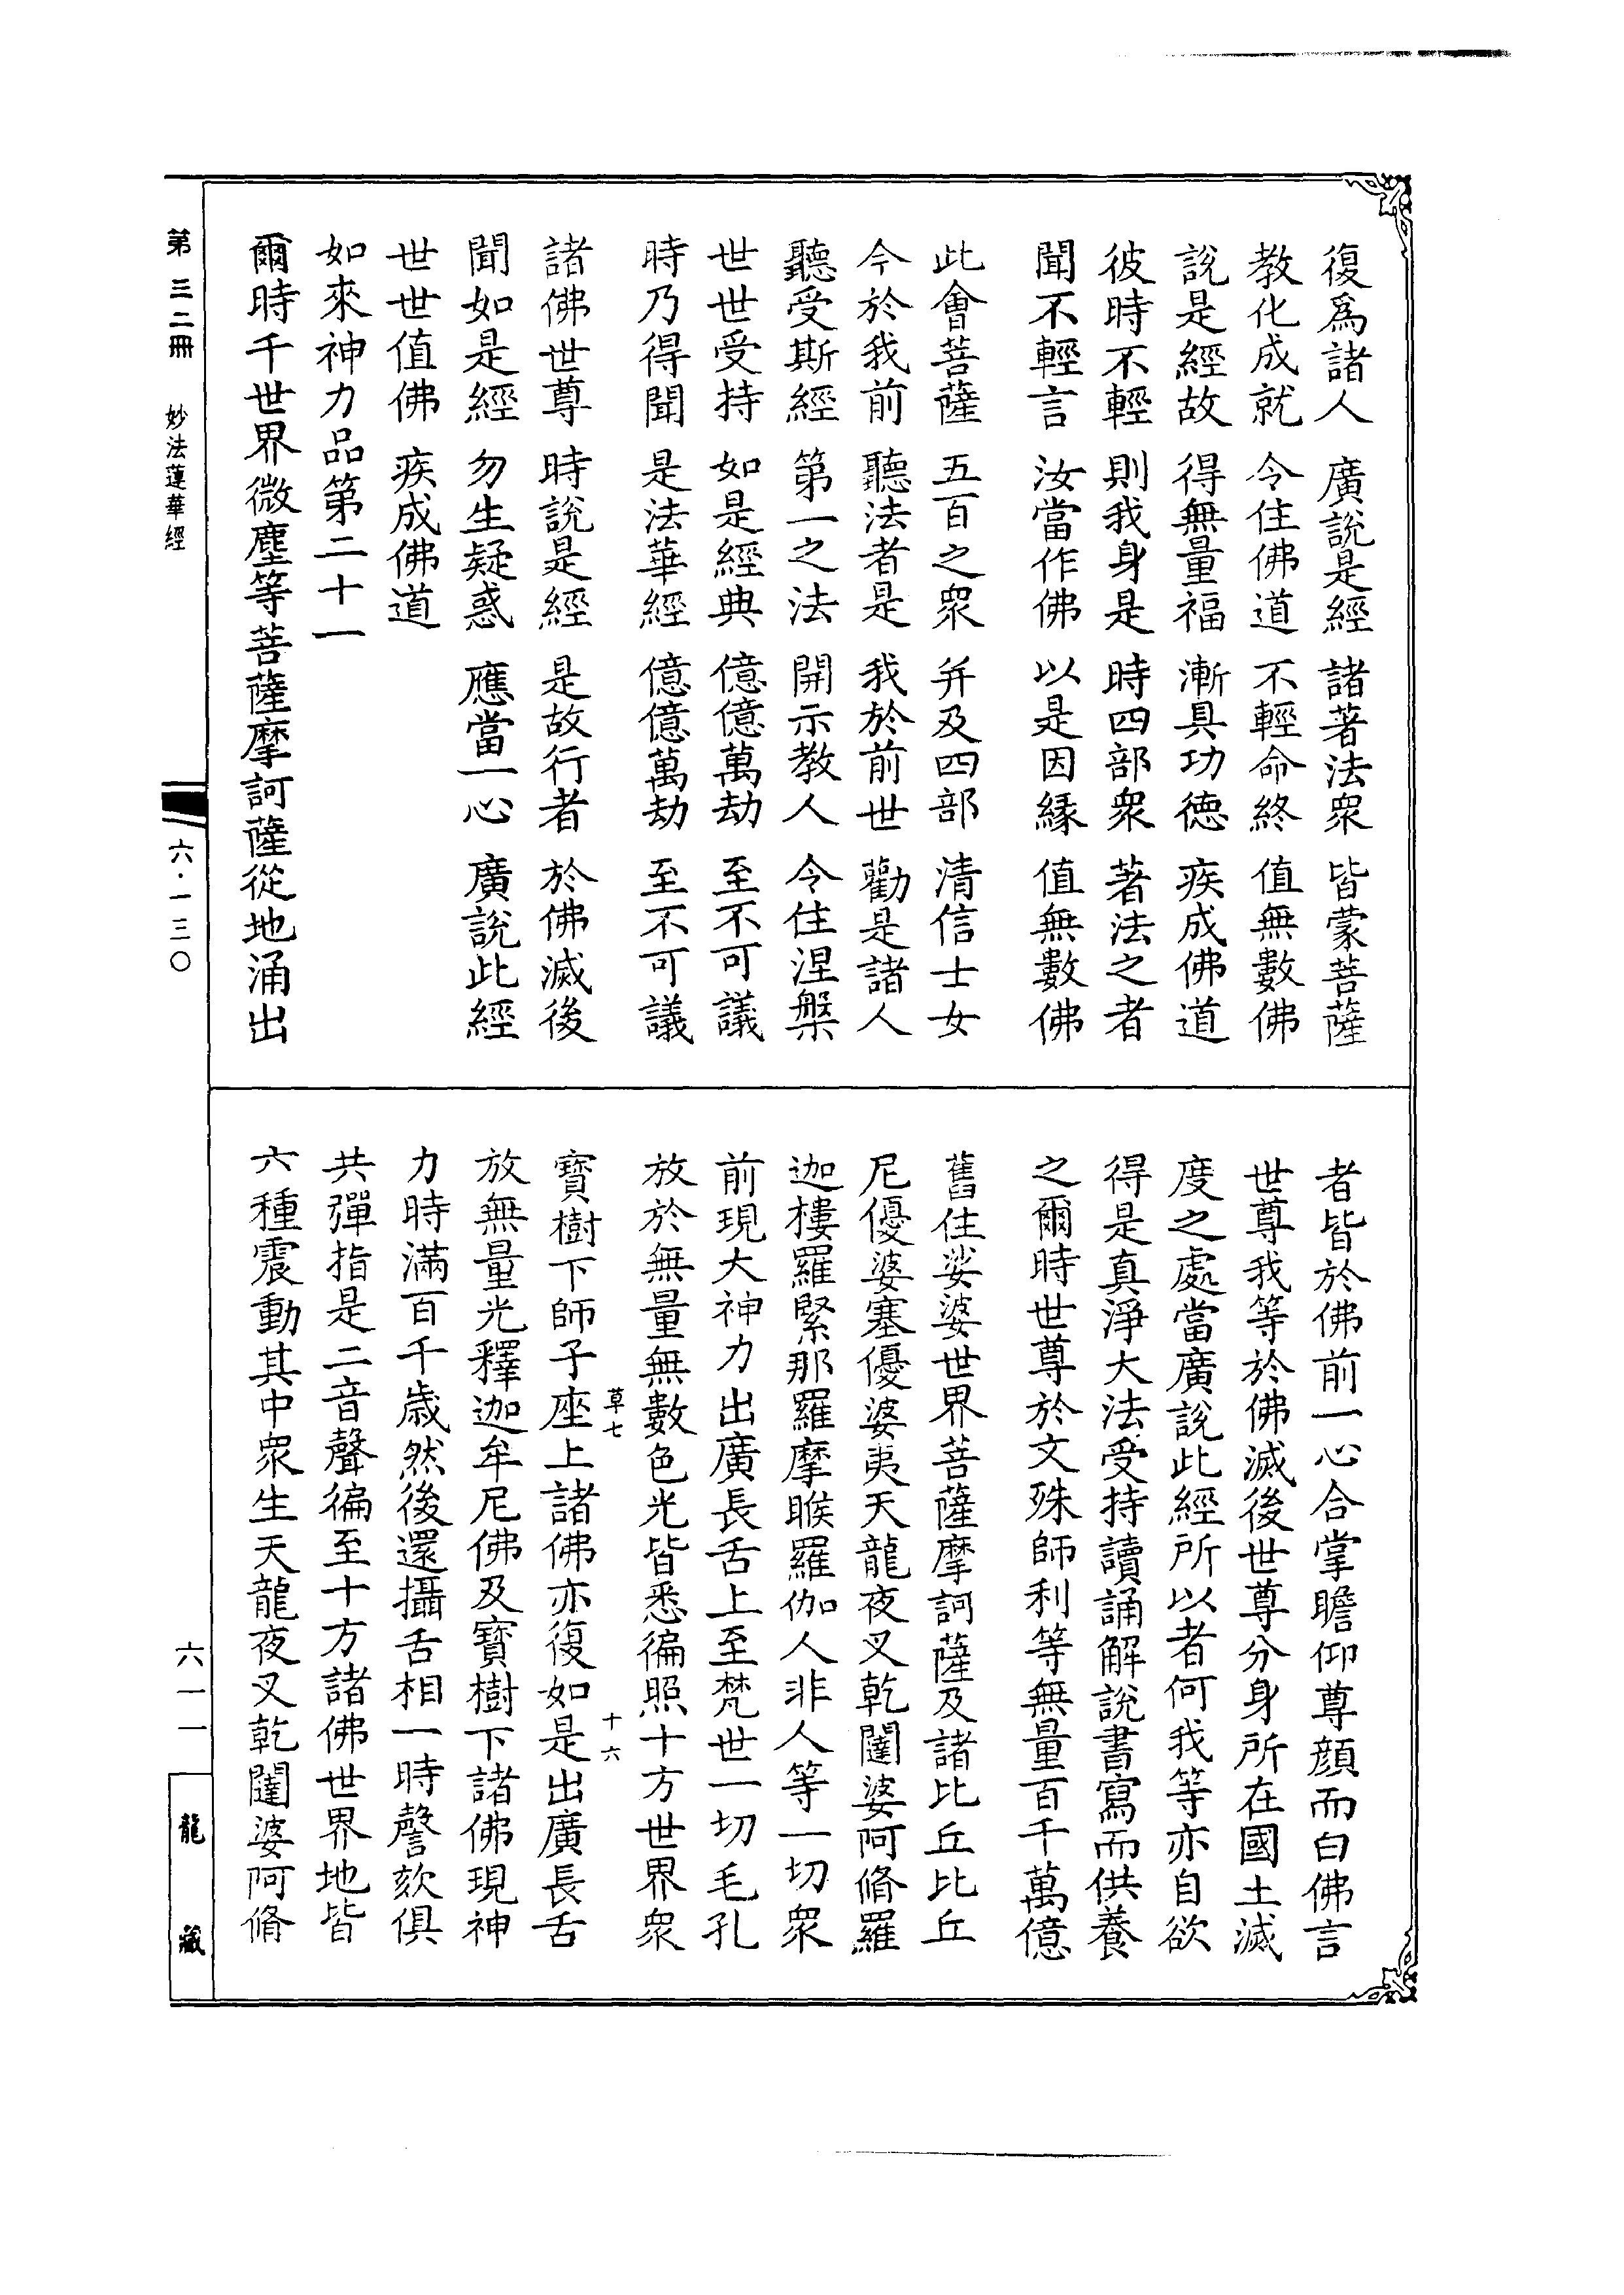 復爲諸人　廣說是經　諸著法眾　皆蒙菩薩
教化成就　令住佛道　不輕命終　值無數佛
說是經故　得無量福　漸具功德　疾成佛道
彼時不輕　則我身是　時四部眾　著法之者
聞不輕言　汝當作佛　以是因緣　值無數佛
此會菩薩　五百之眾　并及四部　清信士女
今於我前　聽法者是　我於前世　勸是諸人
聽受斯經　第一之法　開示教人　令住涅槃
世世受持　如是經典　億億萬劫　至不可議
時乃得聞　是法華經　億億萬劫　至不可議
諸佛世尊　時說是經　是故行者　於佛滅後
聞如是經　勿生疑惑　應當一心　廣說此經
世世值佛　疾成佛道
如來神力品第二十一
爾時千世界微塵等菩薩摩訶薩從地涌出
者皆於佛前一心合掌瞻仰尊顏而白佛言
世尊我等於佛滅後世尊分身所在國土滅
度之處當廣說此經所以者何我等亦自欲
得是真淨大法受持讀誦解說書寫而供養
之爾時世尊於文殊師利等無量百千萬億
舊住娑婆世界菩薩摩訶薩及諸比丘比丘
尼優婆塞優婆夷天龍夜叉乾闥婆阿脩羅
迦樓羅緊那羅摩睺羅伽人非人等一切眾
前現大神力出廣長舌上至梵世一切毛孔
放於無量無數色光皆悉徧照十方世界眾
草七　十六
寶樹下師子座上諸佛亦復如是出廣長舌
放無量光釋迦牟尼佛及寶樹下諸佛現神
力時滿百千歲然後還攝舌相一時謦欬俱
共彈指是二音聲徧至十方諸佛世界地皆
六種震動其中眾生天龍夜叉乾闥婆阿脩
第三二冊　妙法蓮華經　六·一三〇
六一一　龍藏